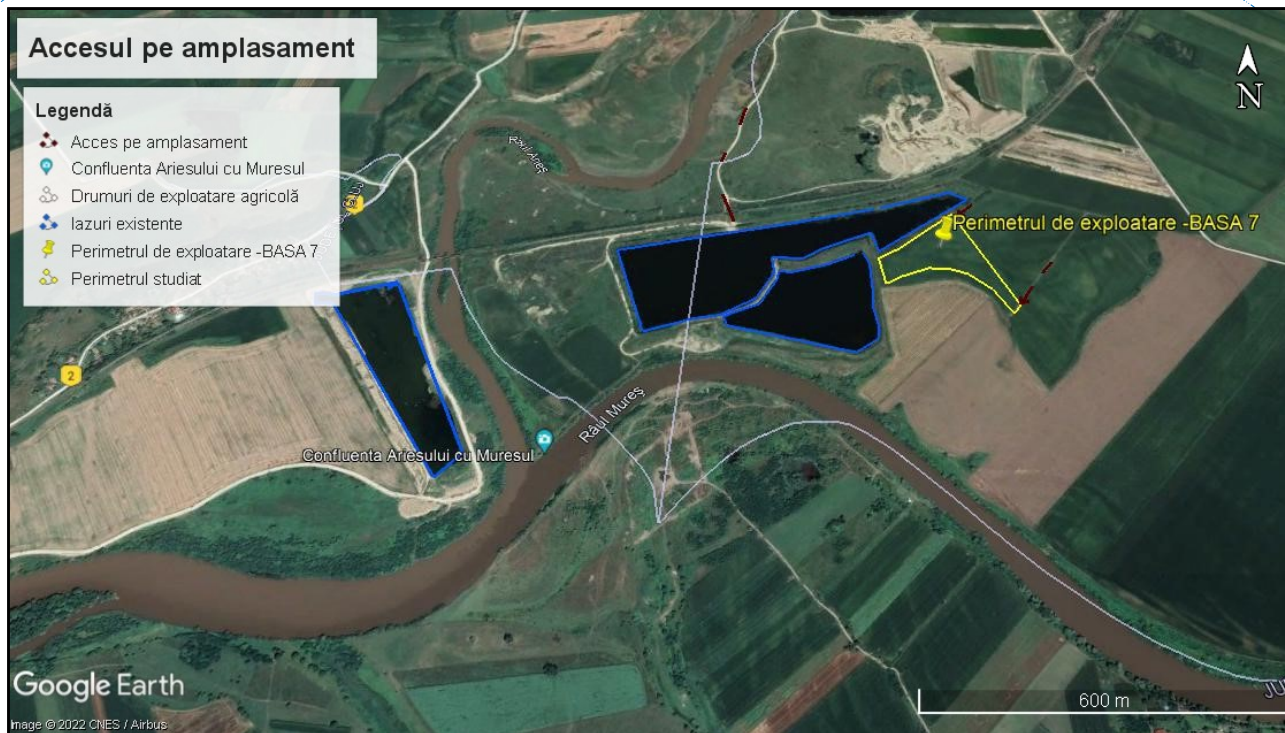 Accesul pe amplasament
N
Legendă
Acces pe amplasament
Confluenta Ariesului cu Muresul
Drumuri de exploatare agricolă
Iazuri existente
Perimetrul de exploatare -BASA 7
Perimetrul studiat
Râul Arieș
Perimetrul de exploatare -BASA 7
2
Râul Mureș
Confluenta Ariesului cu Muresul
Google Earth
600 m
Image © 2022 CNES / Airbus